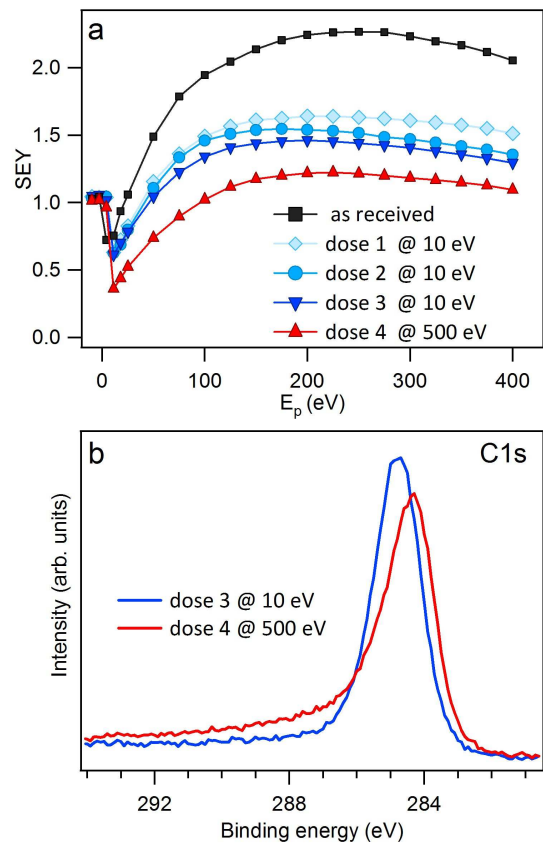 a
2.0
1.5
1.0
0.5
0.0
SEY
as received
dose 1 @ 10 eV
dose 2 @ 10 eV
dose 3 @ 10 eV
dose 4 @ 500 eV
0 100 200 300 400
Eₚ (eV)
b C1s
Intensity (arb. units)
dose 3 @ 10 eV
dose 4 @ 500 eV
292 288 284
Binding energy (eV)